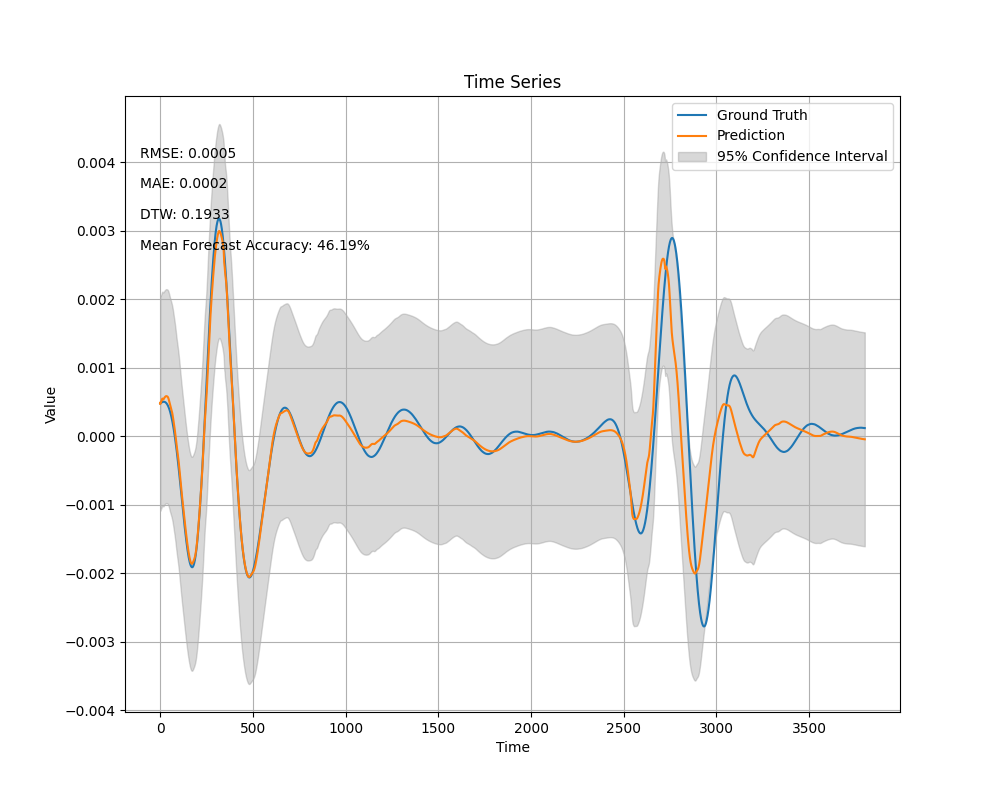 Time Series
Ground Truth
Prediction
95% Confidence Interval
RMSE: 0.0005
MAE: 0.0002
DTW: 0.1933
Mean Forecast Accuracy: 46.19%
Value
0.004
0.003
0.002
0.001
0.000
−0.001
−0.002
−0.003
−0.004
0 500 1000 1500 2000 2500 3000 3500
Time